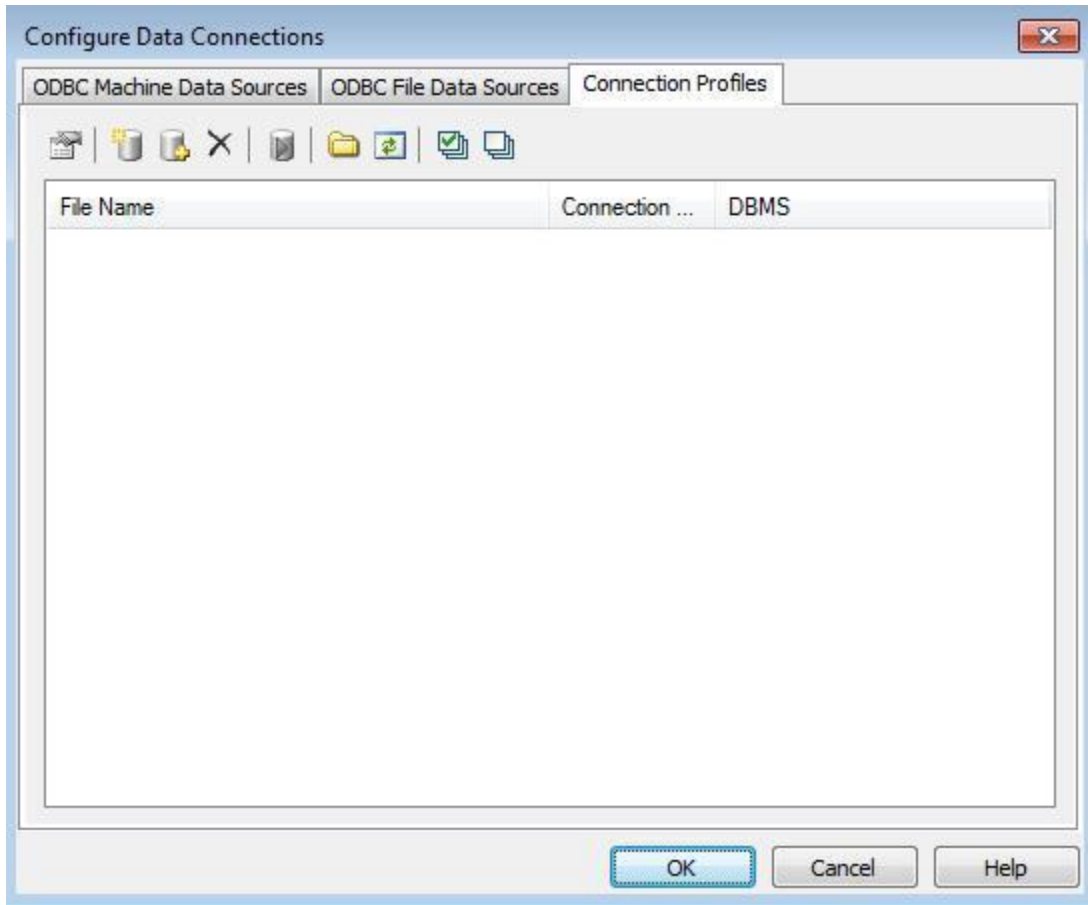 Configure Data Connections
ODBC Machine Data Sources ODBC File Data Sources Connection Profiles
File Name Connection ... DBMS
OK Cancel Help